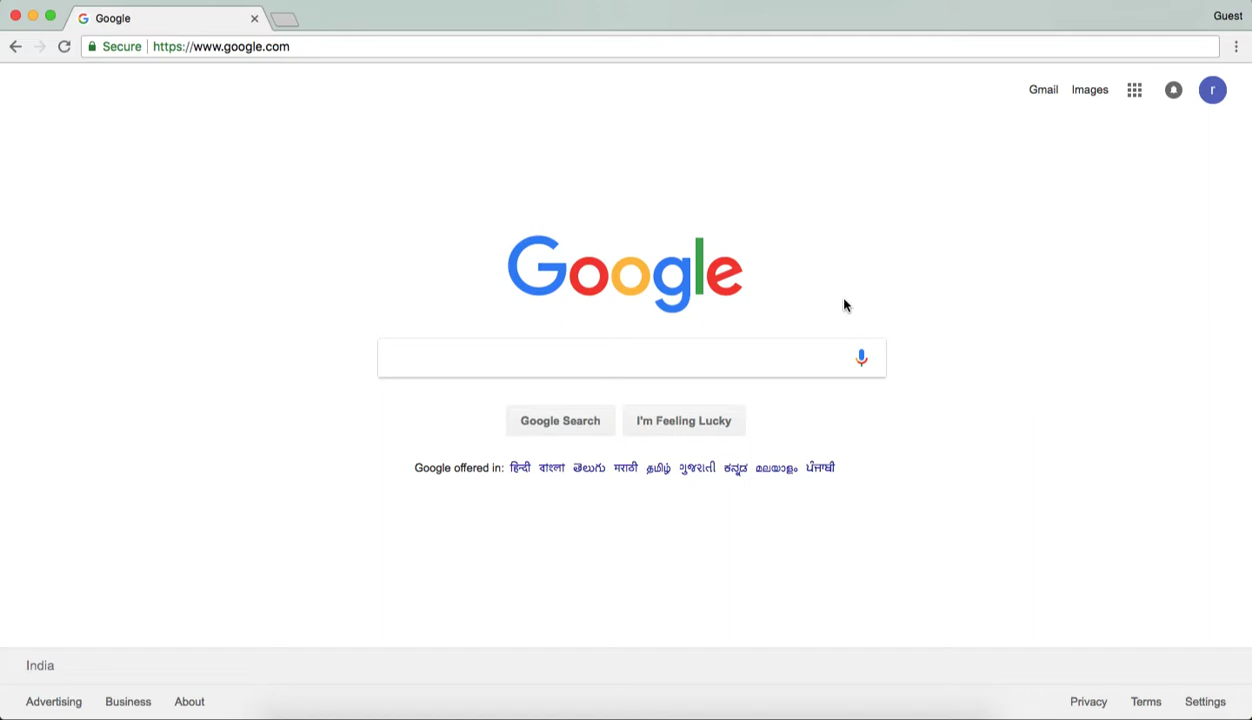 Google
Guest
Secure https://www.google.com
Gmail Images r
Google
Google Search I'm Feeling Lucky
Google offered in: हिन्दी বাংলা తెలుగు मराठी தமிழ் ગુજરાતી ಕನ್ನಡ മലയാളം ਪੰਜਾਬੀ
India
Advertising Business About Privacy Terms Settings